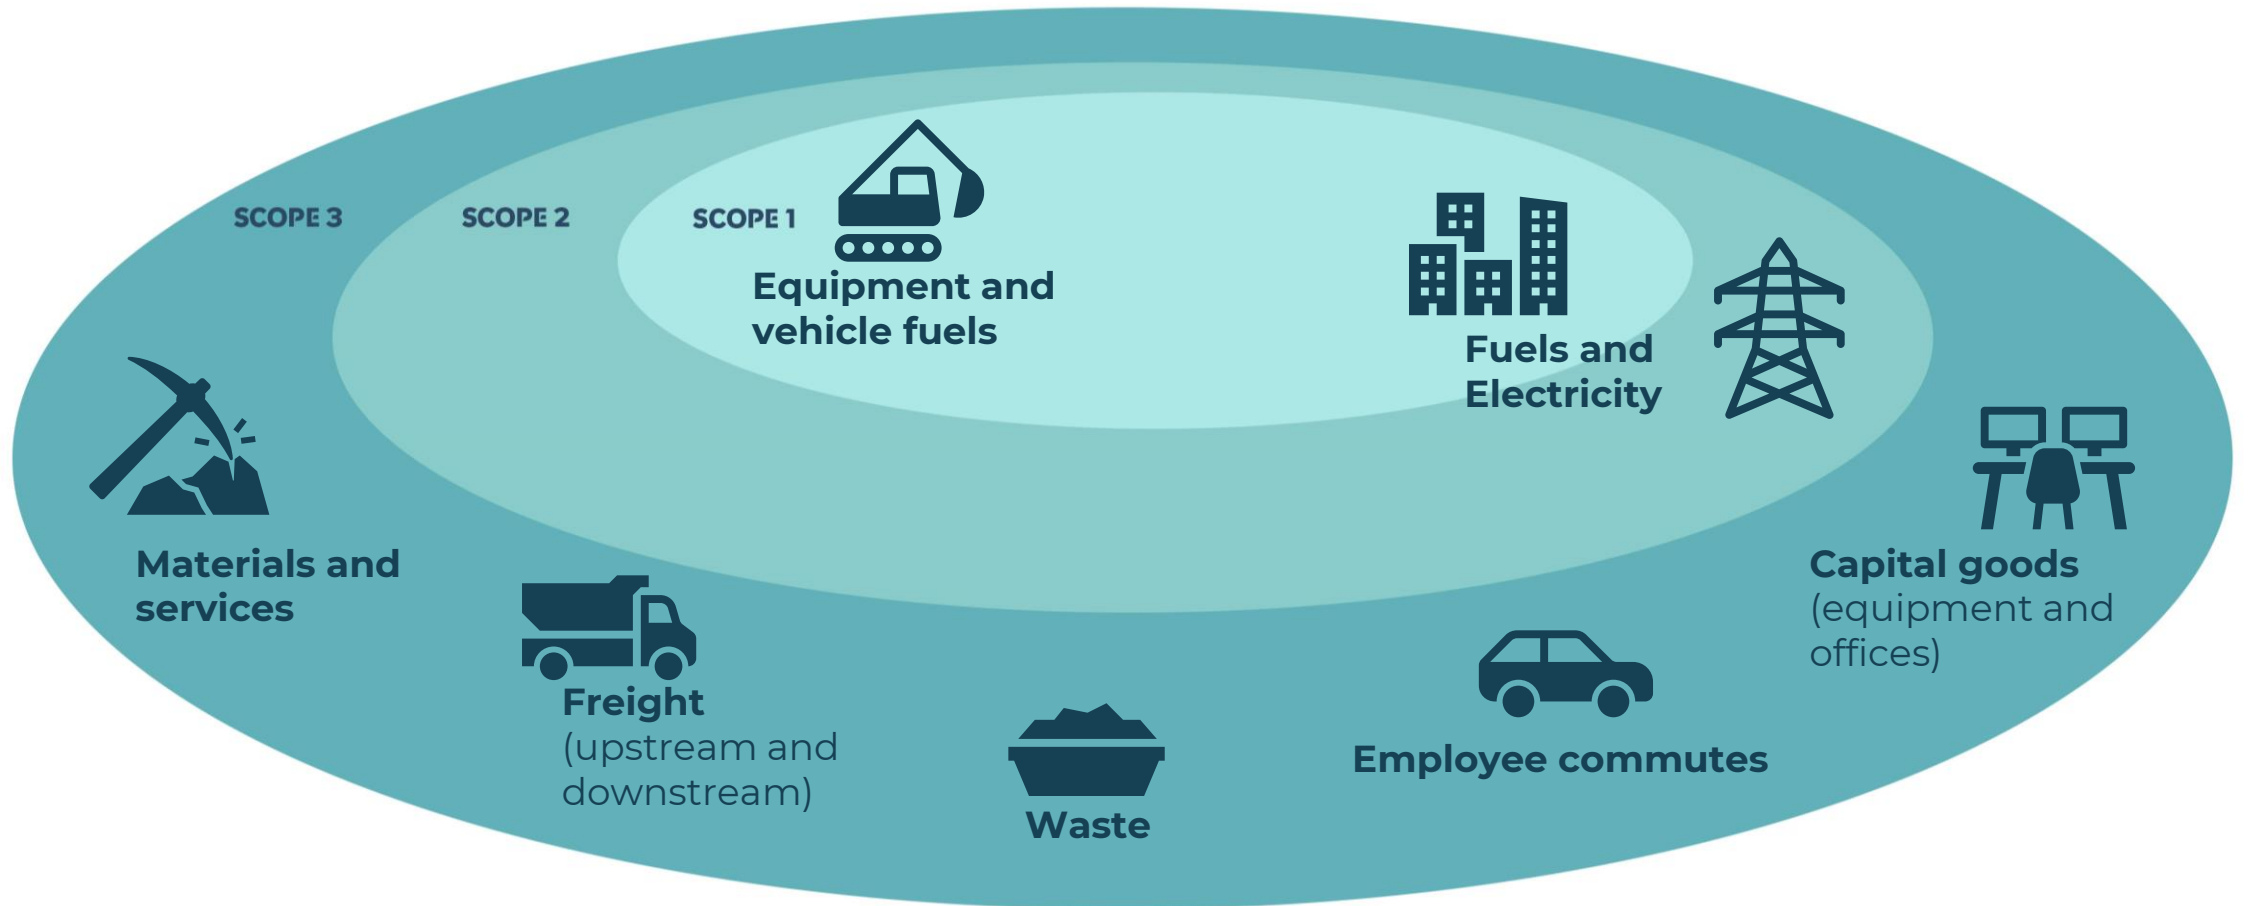 SCOPE 3
SCOPE 2
SCOPE 1
Equipment and
vehicle fuels
Fuels and
Electricity
Materials and
services
Freight
(upstream and
downstream)
Waste
Employee commutes
Capital goods
(equipment and
offices)